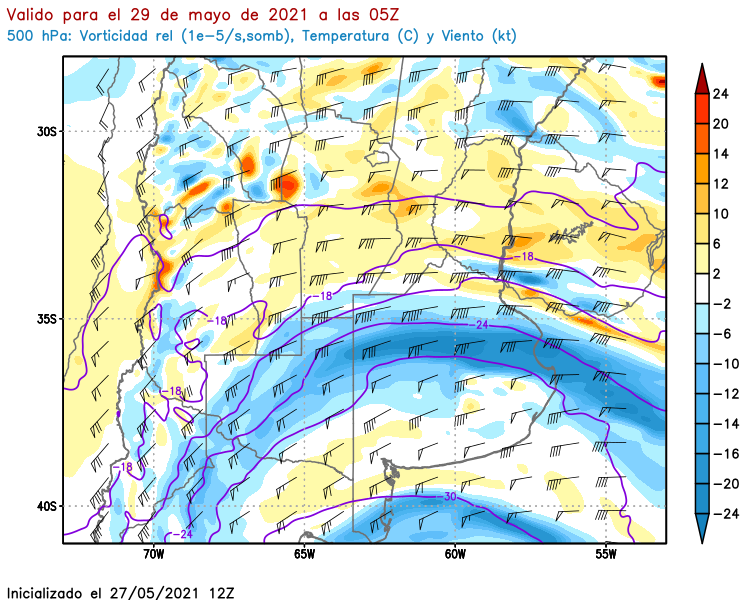 Valido para el 29 de mayo de 2021 a las 05Z
500 hPa: Vorticidad rel (1e−5/s,somb), Temperatura (C) y Viento (kt)
24
20
16
14
12
10
6
2
−2
−6
−10
−12
−14
−16
−20
−24
30S
35S
40S
70W
65W
60W
55W
−18
−18
−18
−24
−18
−18
−30
−24
Inicializado el 27/05/2021 12Z